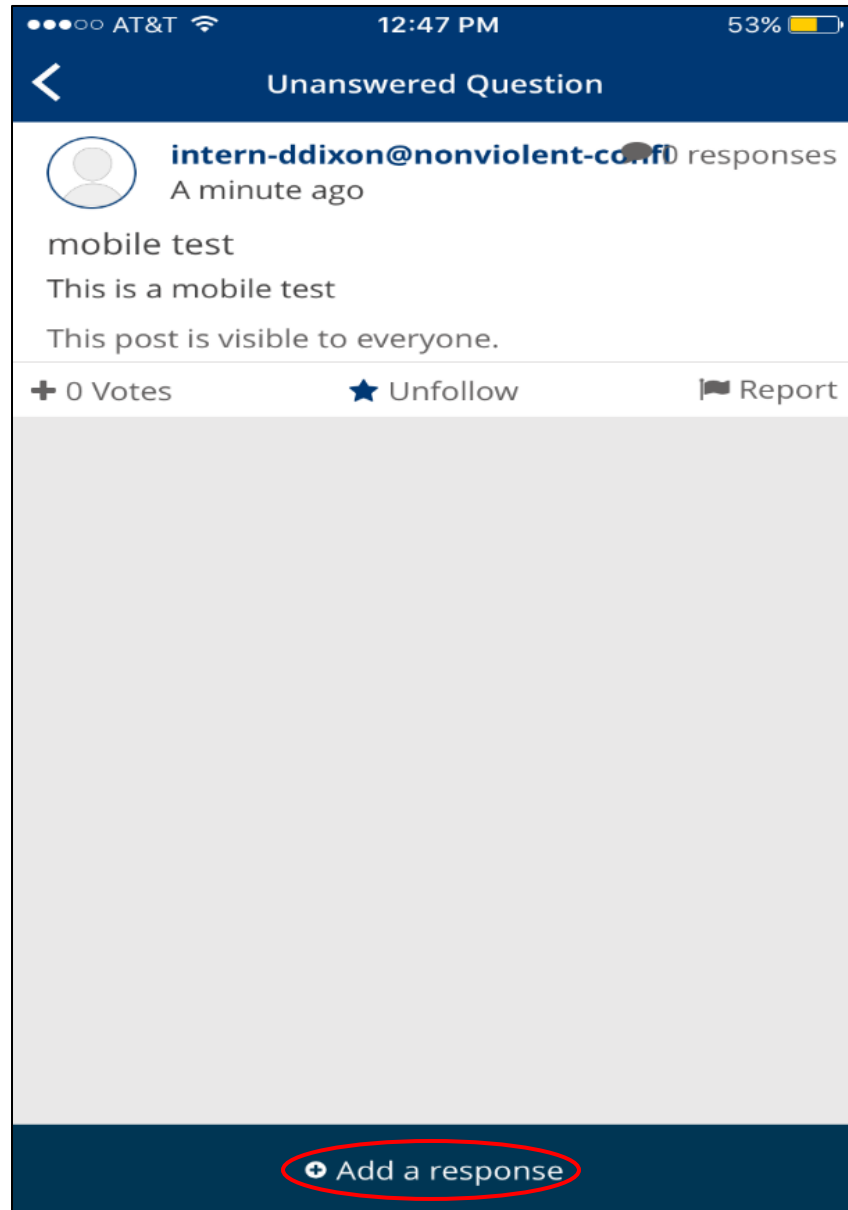 AT&T 12:47 PM 53%
Unanswered Question
intern-ddixon@nonviolent-confl 0 responses
A minute ago
mobile test
This is a mobile test
This post is visible to everyone.
0 Votes Unfollow Report
Add a response